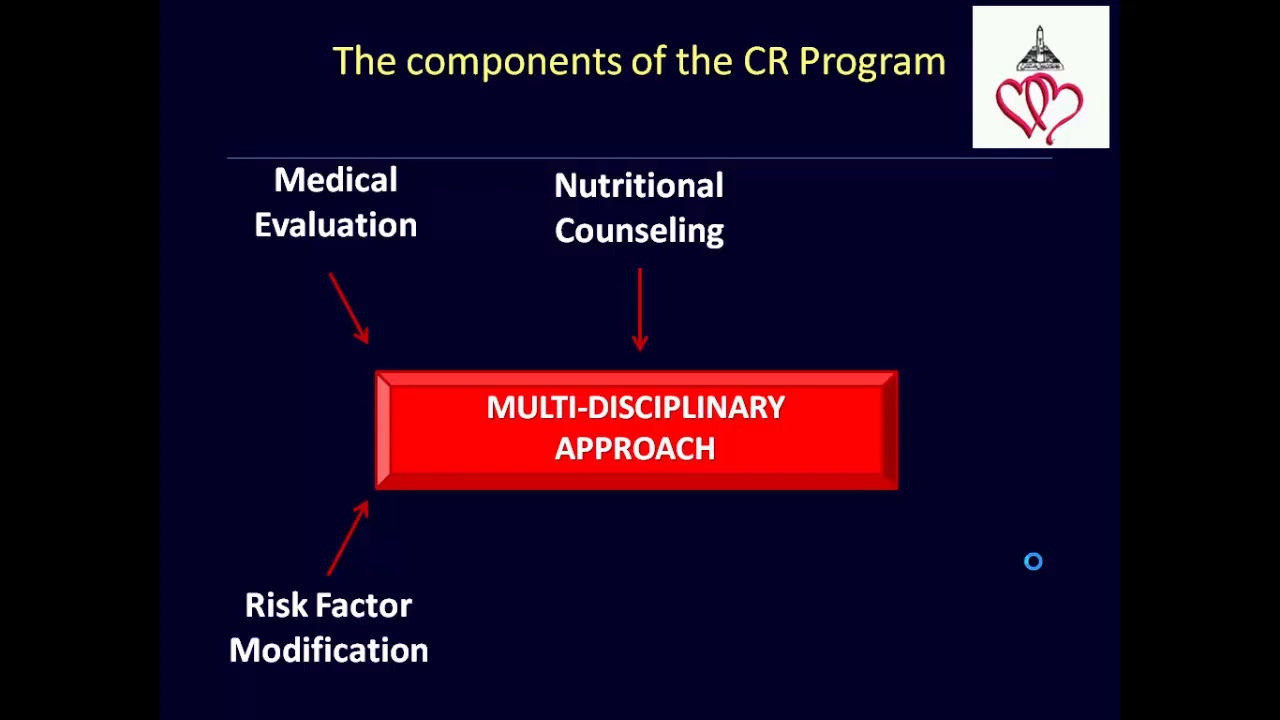 The components of the CR Program
Medical
Evaluation
Nutritional
Counseling
MULTI-DISCIPLINARY
APPROACH
Risk Factor
Modification